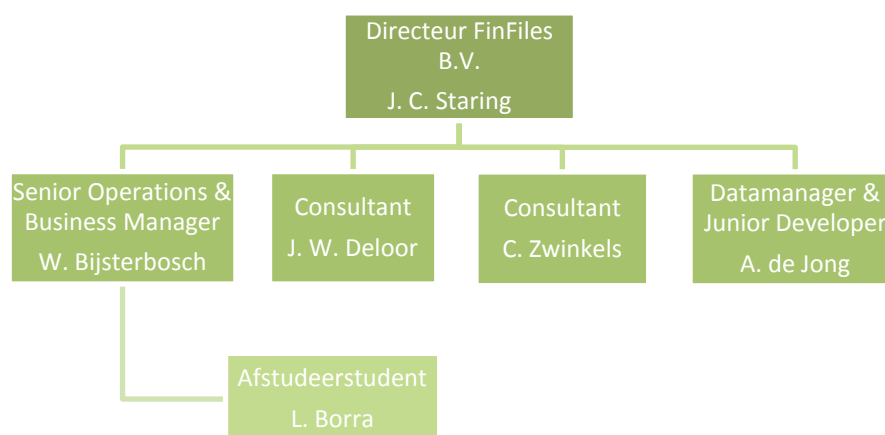 Directeur FinFiles
B.V.
J. C. Staring
Senior Operations &
Business Manager
W. Bijsterbosch
Consultant
J. W. Deloor
Consultant
C. Zwinkels
Datamanager &
Junior Developer
A. de Jong
Afstudeerstudent
L. Borra